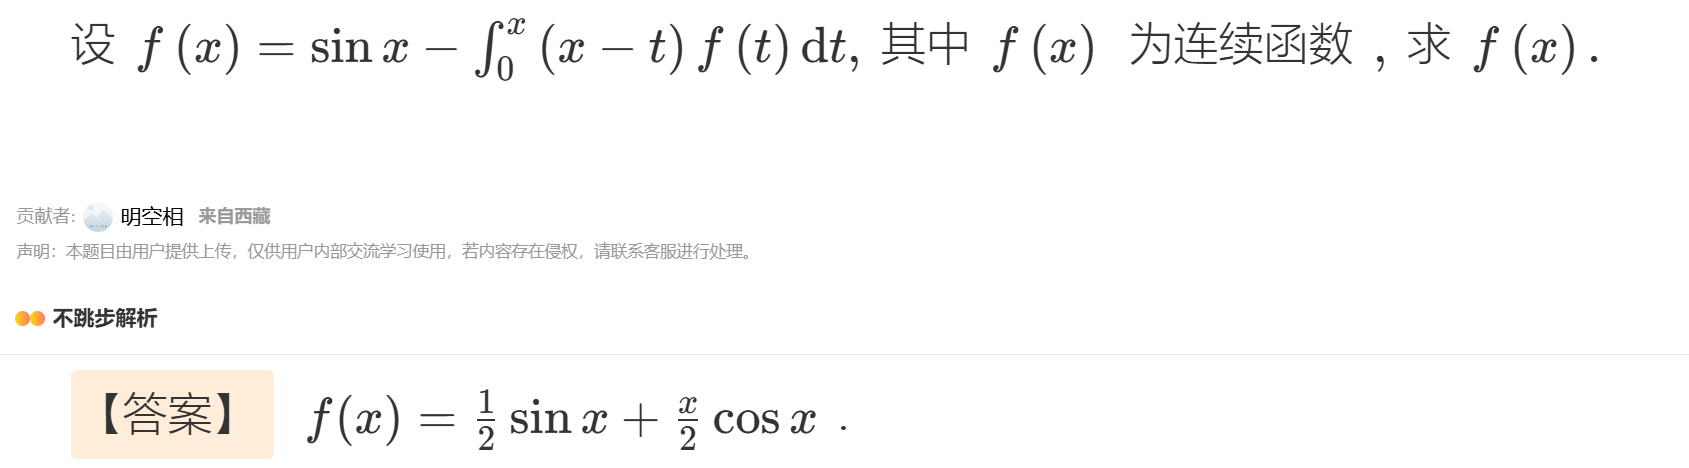 设 f(x) = sin x − ∫₀ˣ (x − t) f(t) dt, 其中 f(x) 为连续函数 , 求 f(x) .
贡献者: 明空相 来自西藏
声明：本题目由用户提供上传，仅供用户内部交流学习使用，若内容存在侵权，请联系客服进行处理。
不跳步解析
【答案】 f(x) = 1/2 sin x + x/2 cos x .